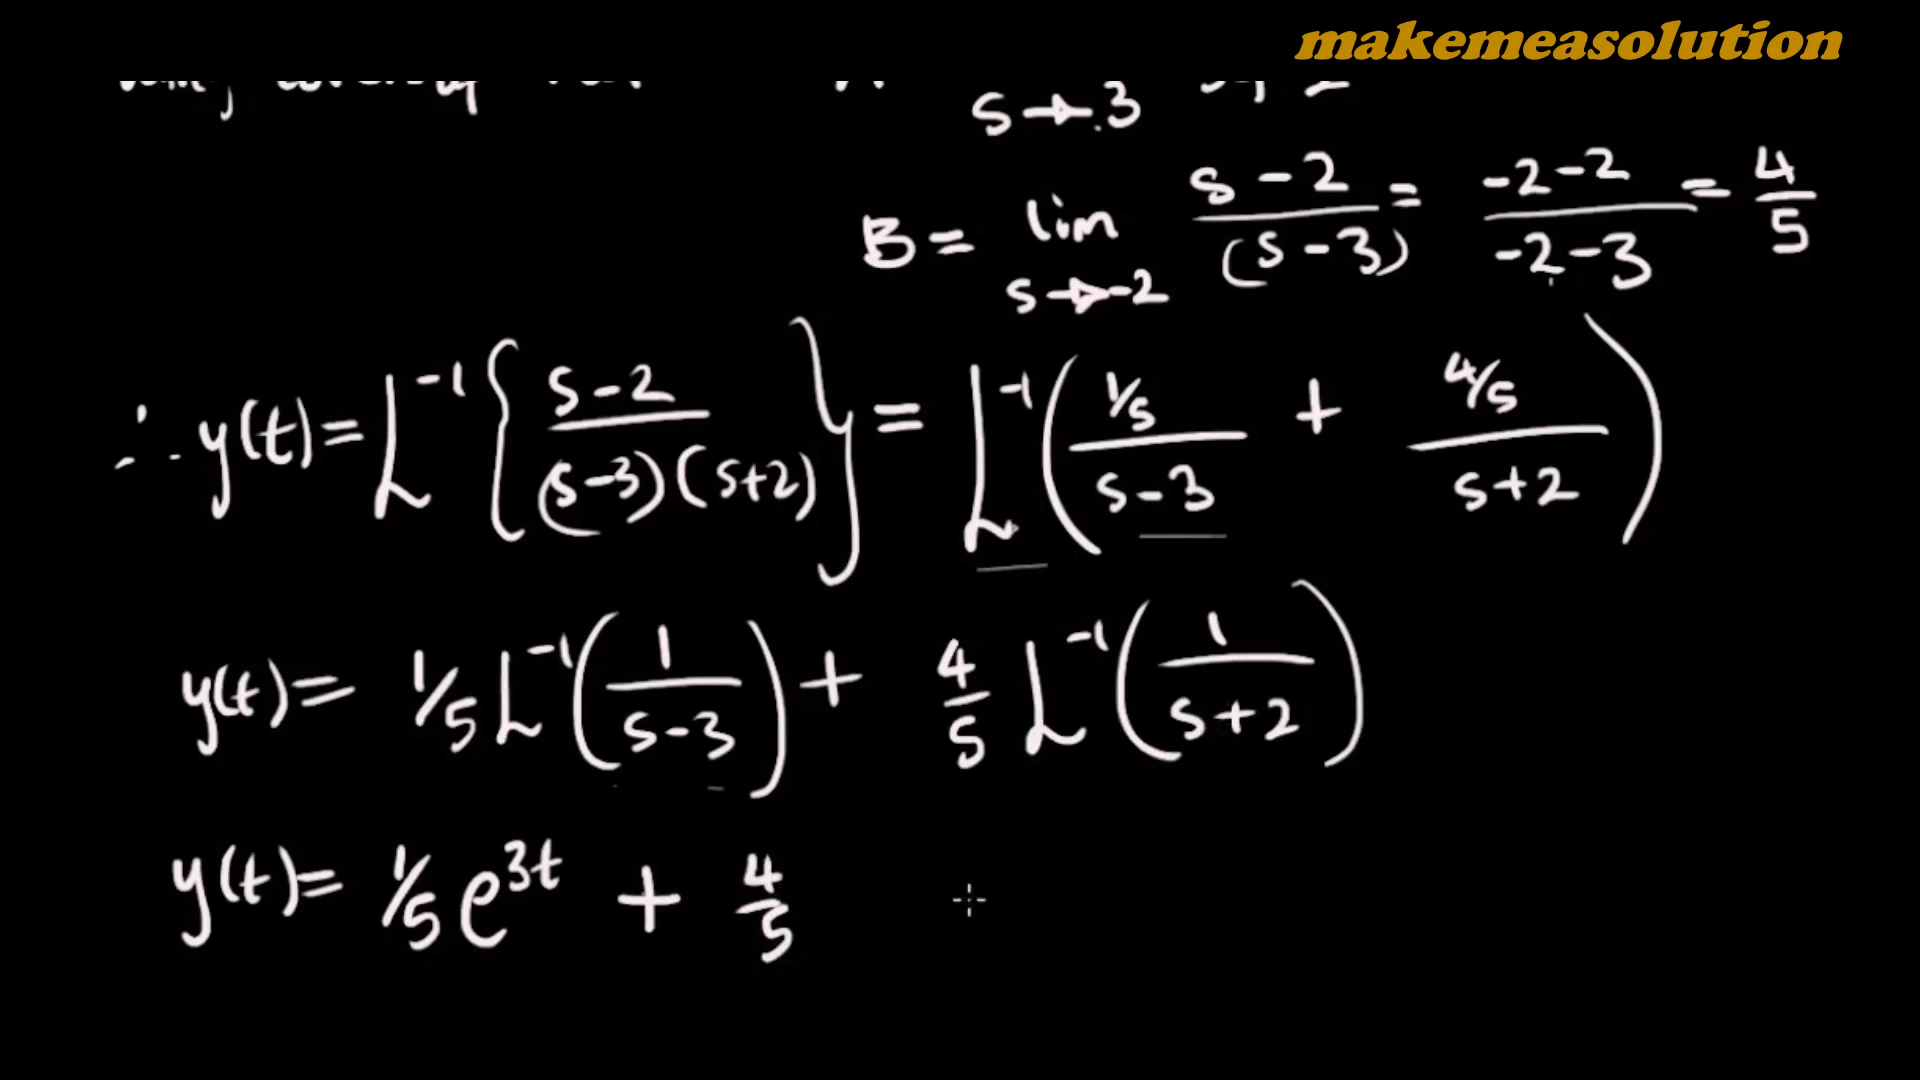 makemeasolution
s→3
B = lim s→-2 s-2/(s-3) = -2-2/-2-3 = 4/5
∴ y(t) = L⁻¹{s-2/(s-3)(s+2)} = L⁻¹(1/5/s-3 + 4/5/s+2)
y(t) = 1/5 L⁻¹(1/s-3) + 4/5 L⁻¹(1/s+2)
y(t) = 1/5 e^3t + 4/5